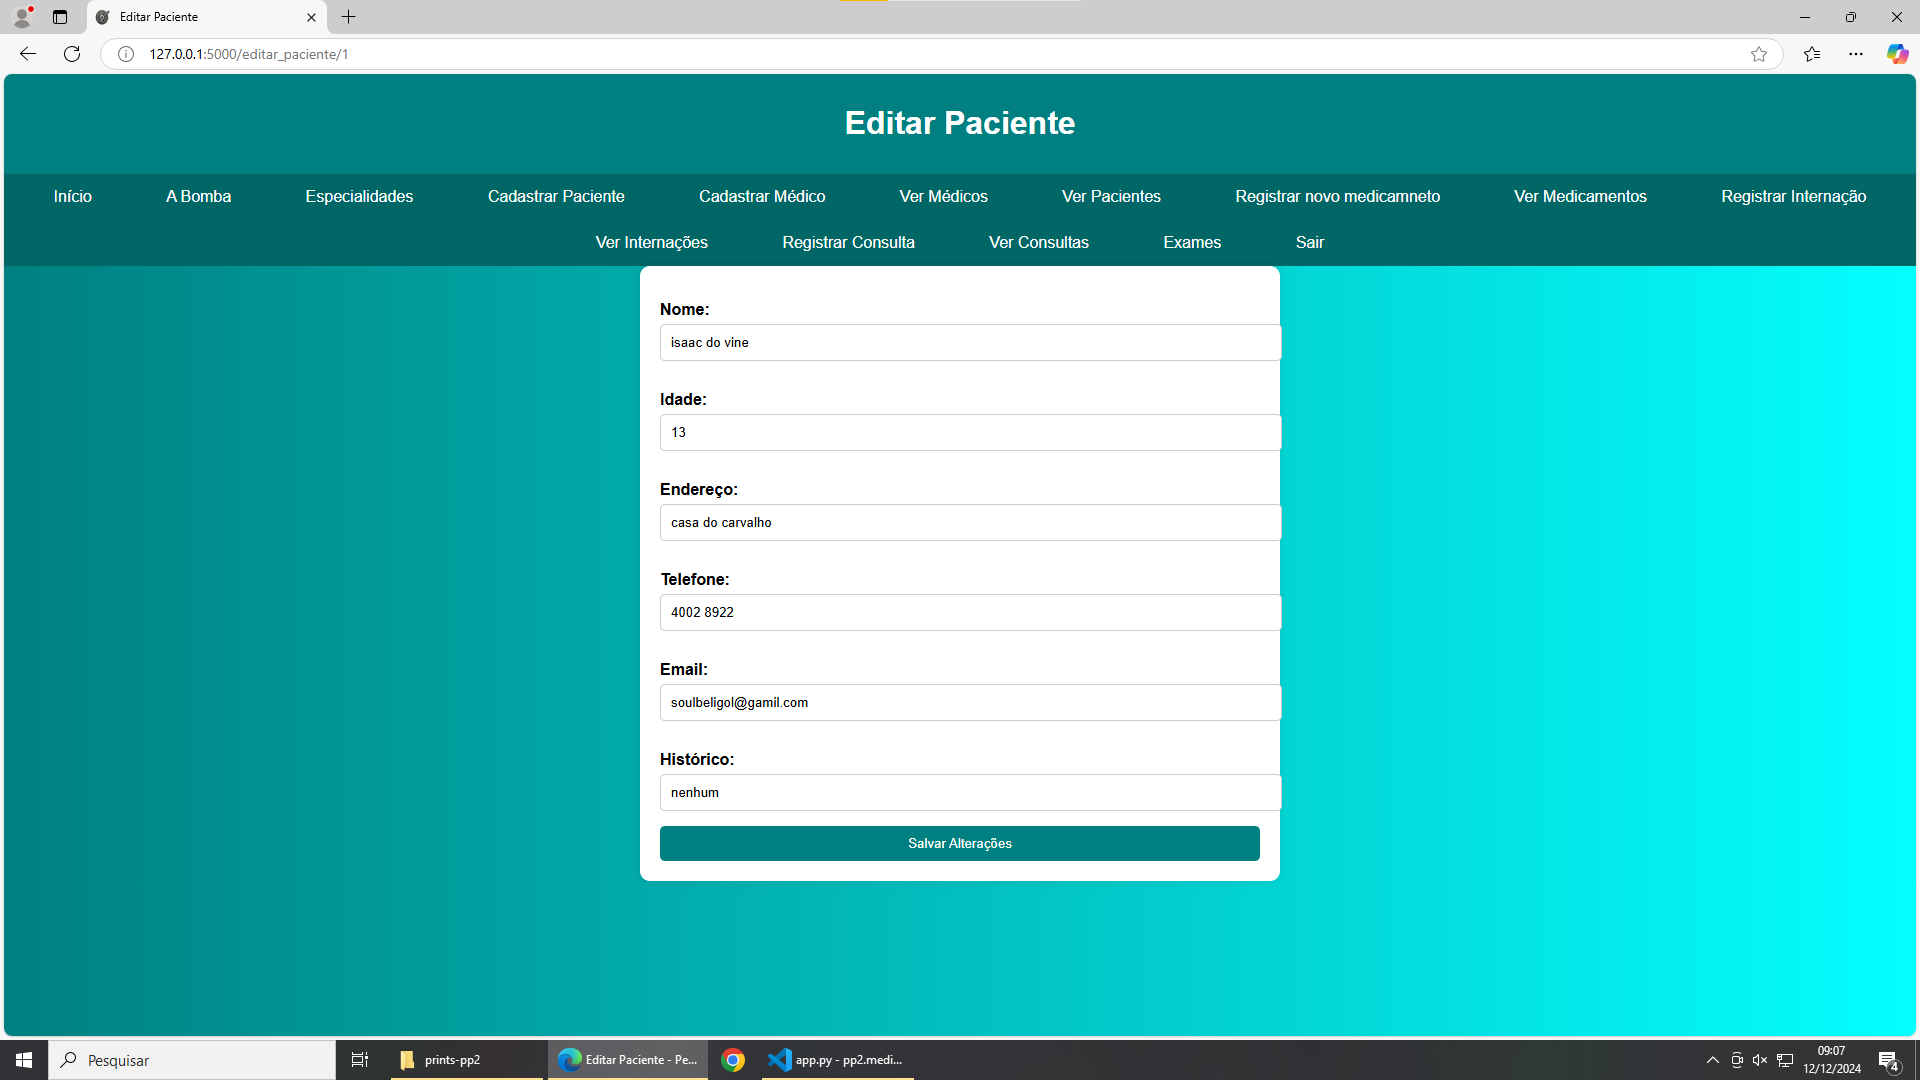 Editar Paciente
127.0.0.1:5000/editar_paciente/1
Editar Paciente
Início A Bomba Especialidades Cadastrar Paciente Cadastrar Médico Ver Médicos Ver Pacientes Registrar novo medicamneto Ver Medicamentos Registrar Internação
Ver Internações Registrar Consulta Ver Consultas Exames Sair
Nome:
isaac do vine
Idade:
13
Endereço:
casa do carvalho
Telefone:
4002 8922
Email:
soulbeligol@gamil.com
Histórico:
nenhum
Salvar Alterações
Pesquisar prints-pp2 Editar Paciente - Pe... app.py - pp2.medi...
09:07
12/12/2024
4